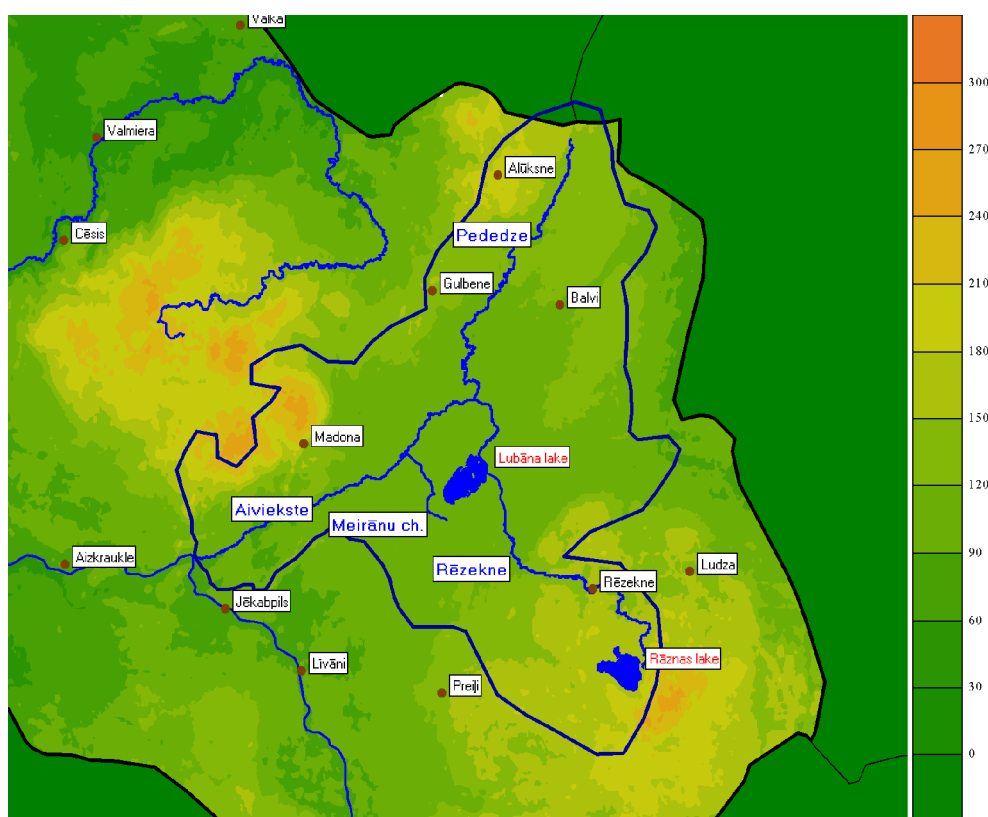 Valka
300
Valmiera
270
Alūksne
240
Cēsis
Pededze
210
Gulbene
Balvi
180
150
Madona
Lubāna lake
120
Aiviekste
Meirānu ch.
90
Aizkraukle
Rēzekne
Ludza
Rēzekne
Jēkabpils
60
Rāznas lake
Līvāni
30
Preiļi
0